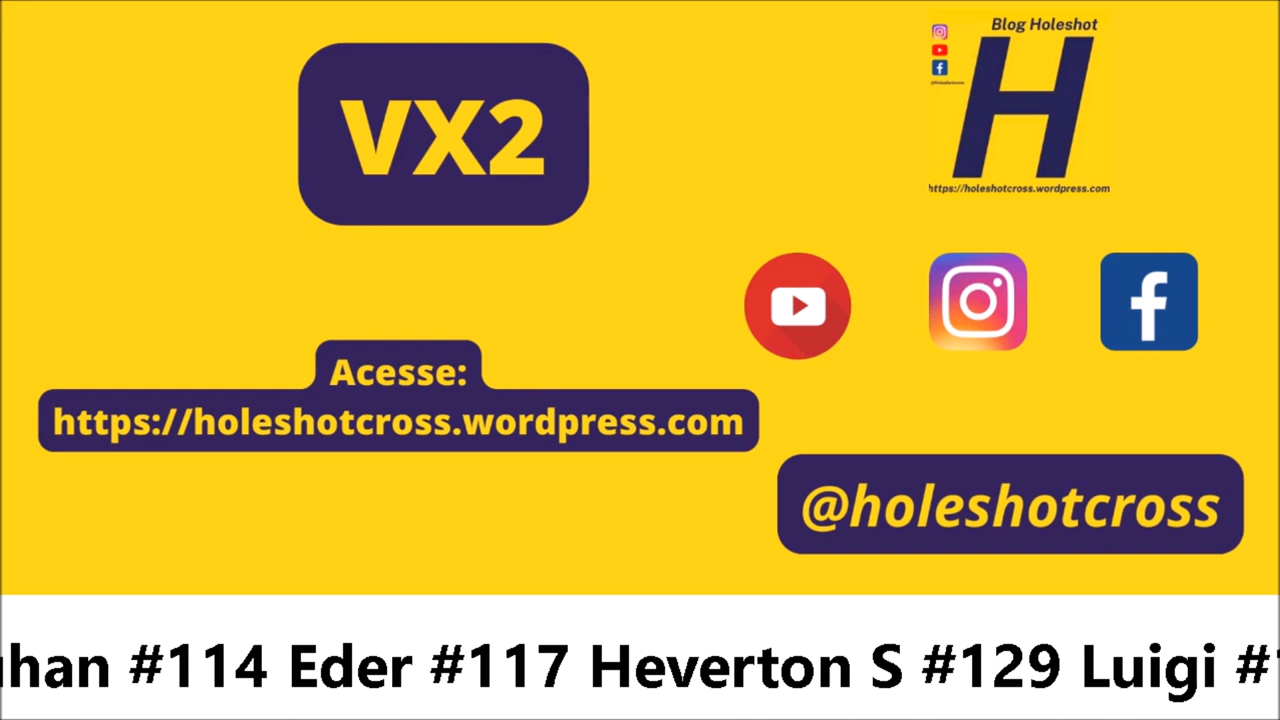 Blog Holeshot
H
https://holeshotcross.wordpress.com
VX2
Acesse:
https://holeshotcross.wordpress.com
@holeshotcross
#114 Eder #117 Heverton S #129 Luigi